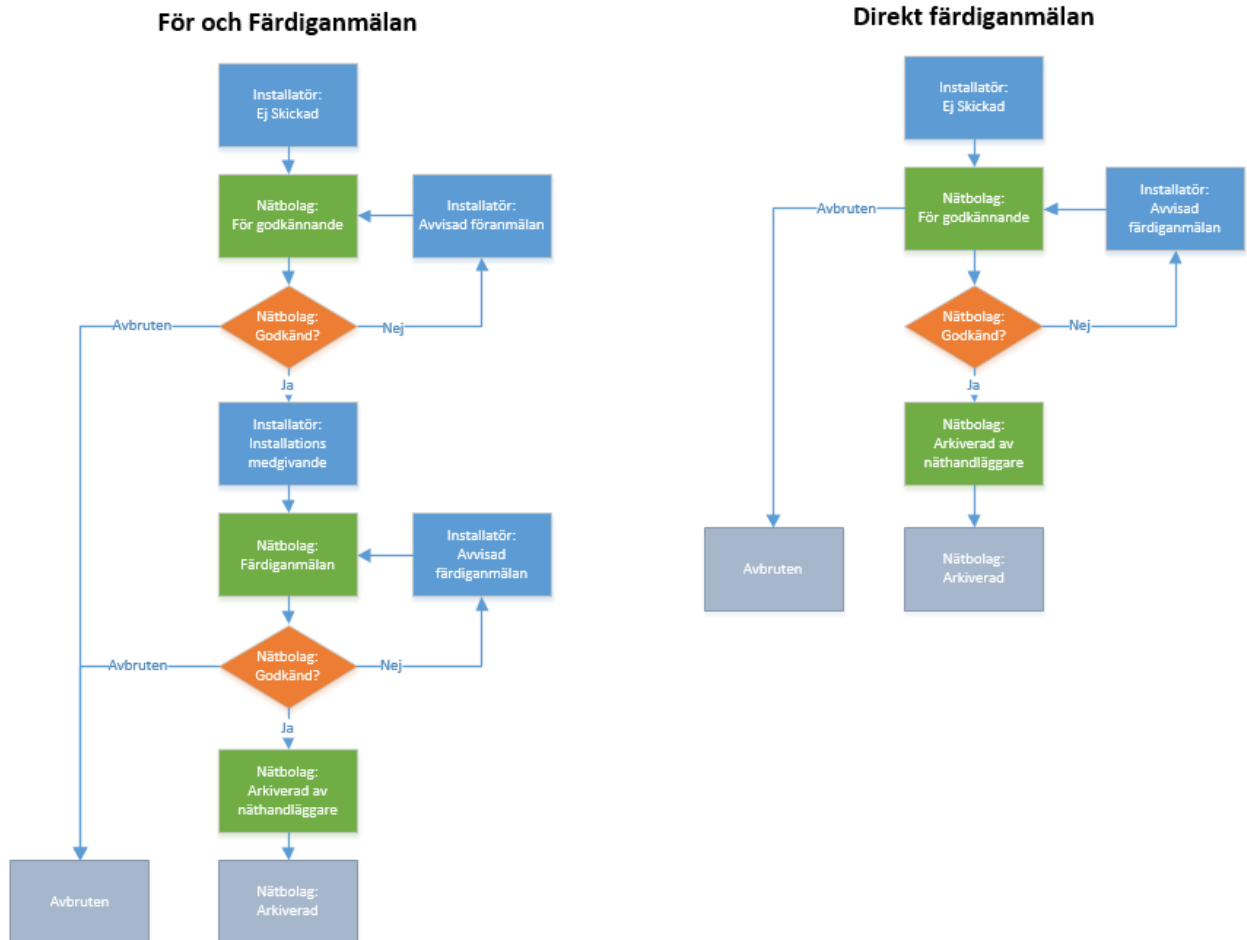 För och Färdiganmälan
Installatör:
Ej Skickad
Nätbolag:
För godkännande
Installatör:
Avvisad föranmälan
Nätbolag:
Godkänd?
Avbruten
Nej
Ja
Installatör:
Installations
medgivande
Nätbolag:
Färdiganmälan
Installatör:
Avvisad
färdiganmälan
Nätbolag:
Godkänd?
Avbruten
Nej
Ja
Nätbolag:
Arkiverad av
näthandläggare
Avbruten
Nätbolag:
Arkiverad
Direkt färdiganmälan
Installatör:
Ej Skickad
Avbruten
Nätbolag:
För godkännande
Installatör:
Avvisad
färdiganmälan
Nätbolag:
Godkänd?
Nej
Ja
Nätbolag:
Arkiverad av
näthandläggare
Avbruten
Nätbolag:
Arkiverad